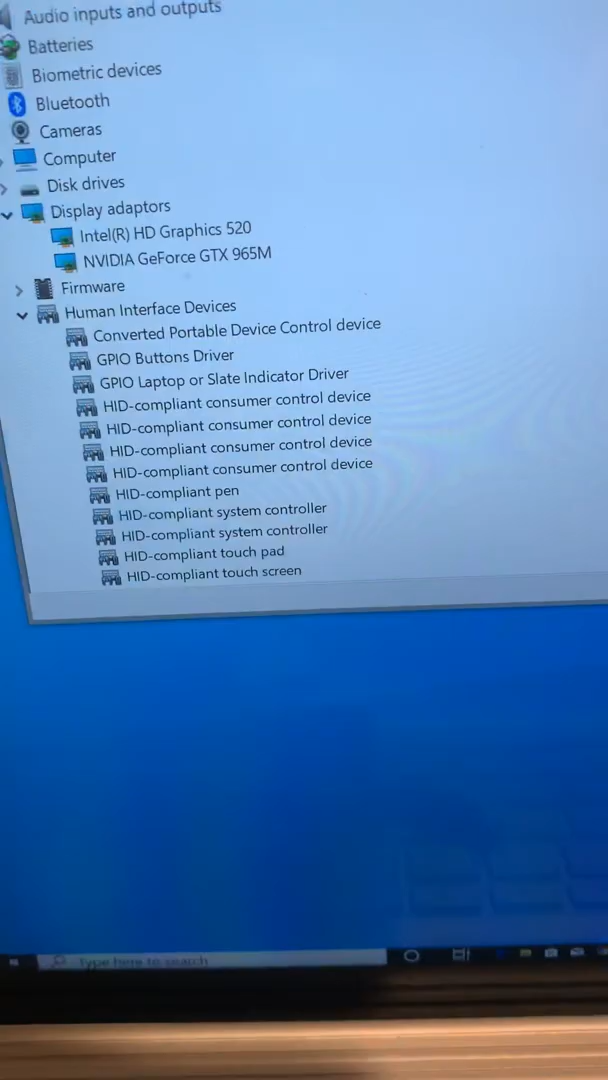 Audio inputs and outputs
Batteries
Biometric devices
Bluetooth
Cameras
Computer
Disk drives
Display adaptors
Intel(R) HD Graphics 520
NVIDIA GeForce GTX 965M
Firmware
Human Interface Devices
Converted Portable Device Control device
GPIO Buttons Driver
GPIO Laptop or Slate Indicator Driver
HID-compliant consumer control device
HID-compliant consumer control device
HID-compliant consumer control device
HID-compliant consumer control device
HID-compliant pen
HID-compliant system controller
HID-compliant system controller
HID-compliant touch pad
HID-compliant touch screen
Type here to search